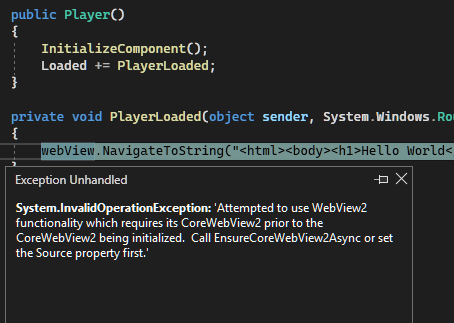 public Player()
{
InitializeComponent();
Loaded += PlayerLoaded;
}
private void PlayerLoaded(object sender, System.Windows.Rou
{
webView.NavigateToString("<html><body><h1>Hello World<
Exception Unhandled
System.InvalidOperationException: 'Attempted to use WebView2
functionality which requires its CoreWebView2 prior to the
CoreWebView2 being initialized.  Call EnsureCoreWebView2Async or set
the Source property first.'